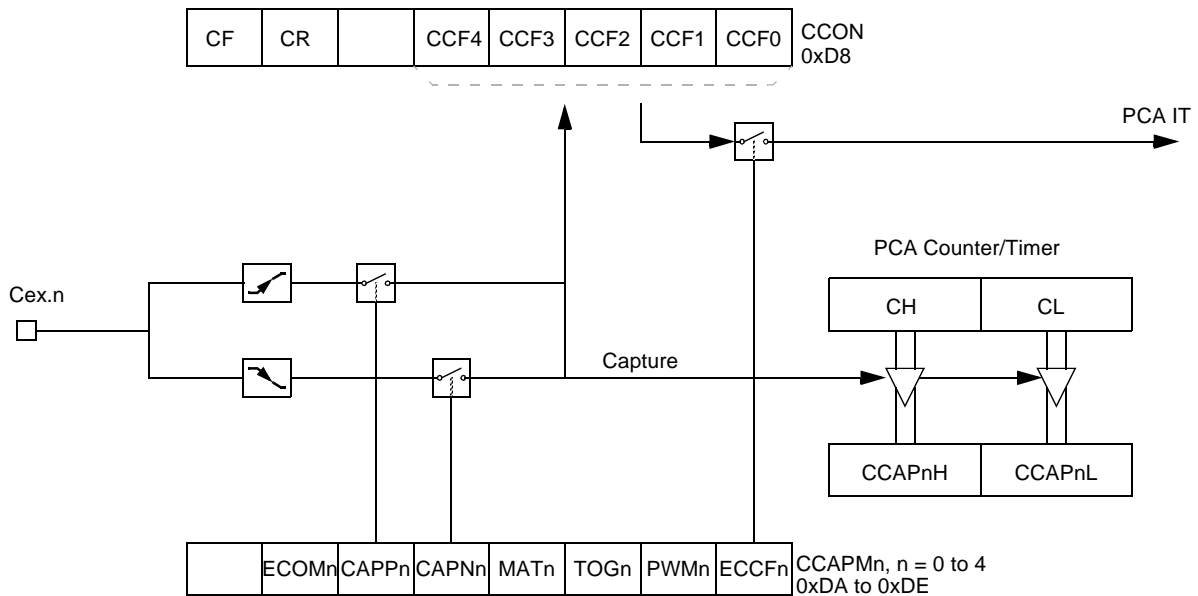 CF CR CCF4 CCF3 CCF2 CCF1 CCF0 CCON
0xD8
PCA IT
PCA Counter/Timer
Cex.n
CH CL
Capture
CCAPnH CCAPnL
ECOMn CAPPn CAPNn MATn TOGn PWMn ECCFn CCAPMn, n = 0 to 4
0xDA to 0xDE